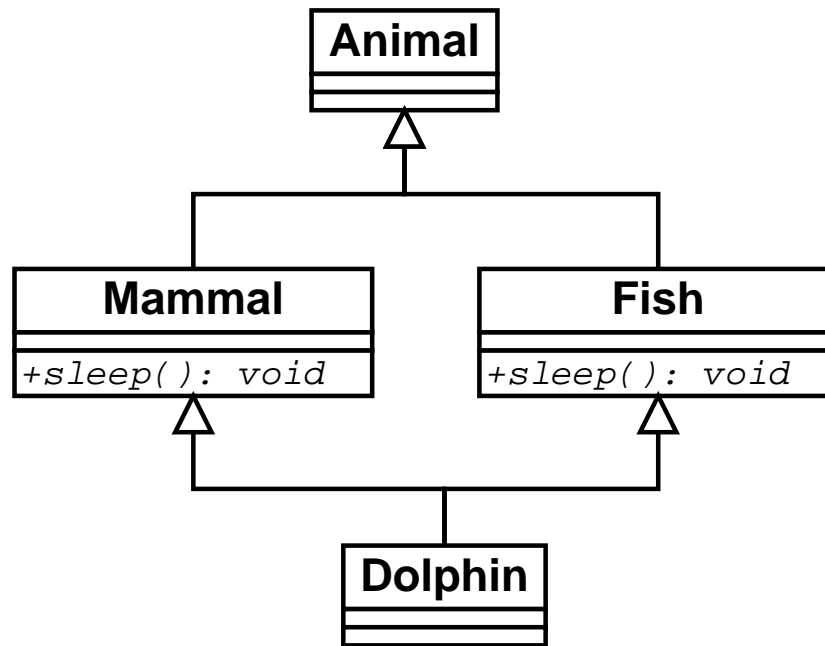 Animal
Mammal
Fish
+sleep(): void
+sleep(): void
Dolphin